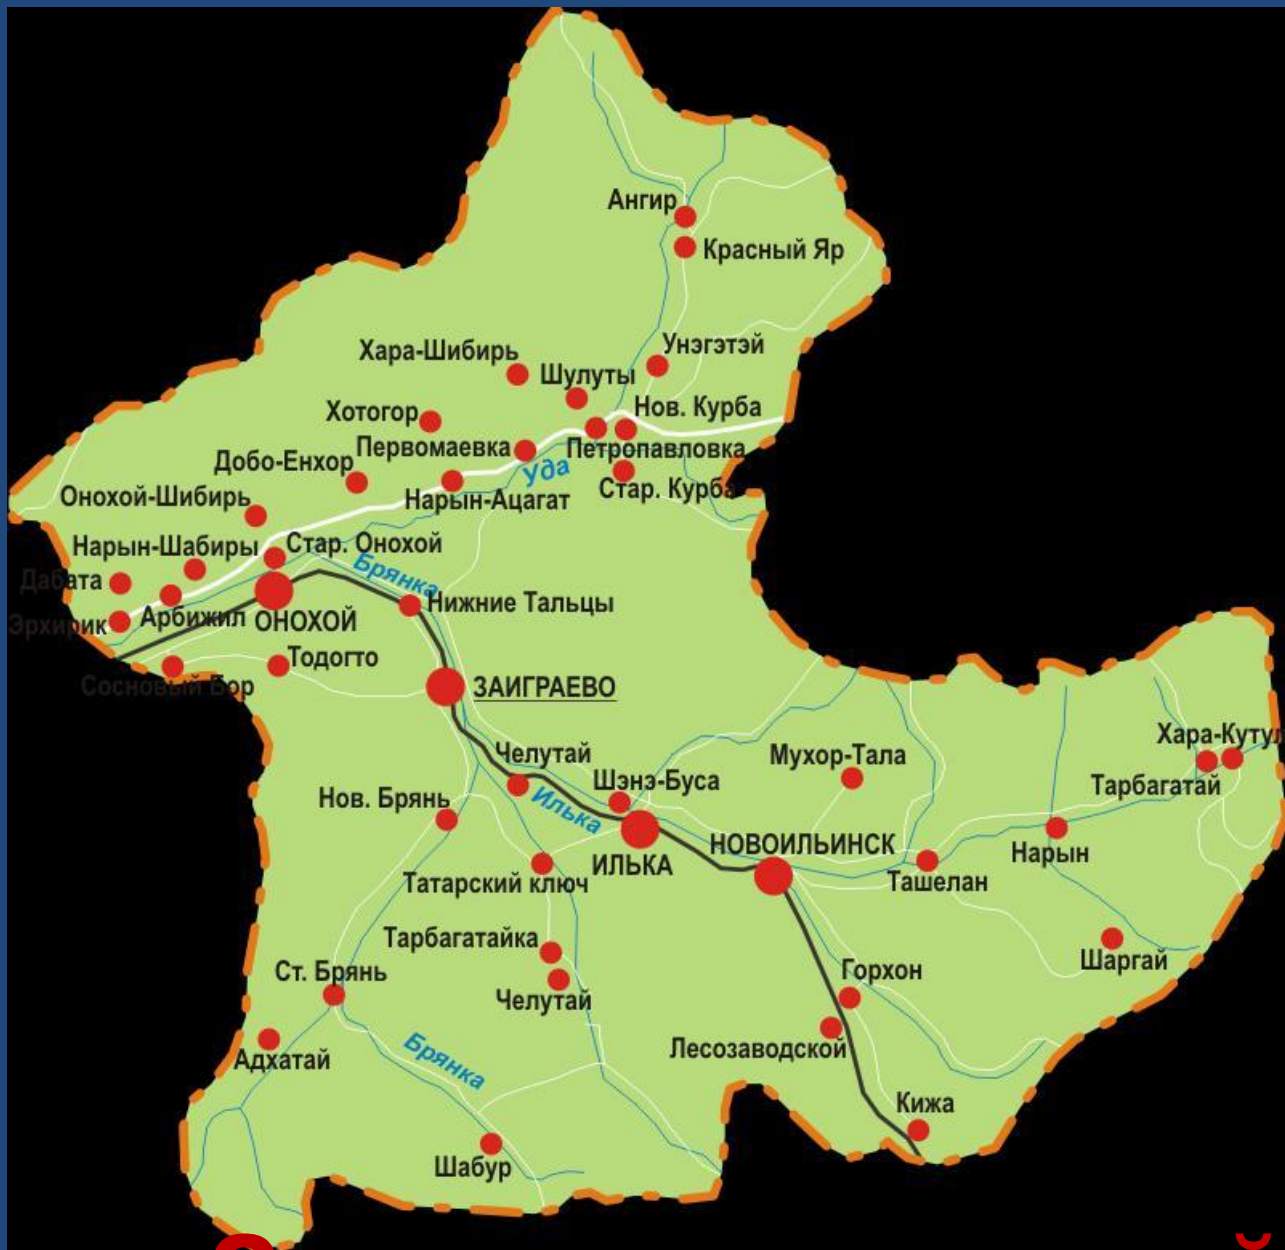 Ангир
Красный Яр
Унэгэтэй
Хара-Шибирь
Шулуты
Нов. Курба
Хотогор
Первомаевка
Петропавловка
Добо-Енхор
Уда
Стар. Курба
Онохой-Шибирь
Нарын-Ацагат
Нарын-Шабиры
Стар. Онохой
Брянка
Дабата
Нижние Тальцы
Эрхирик
Арбижил
ОНОХОЙ
Тодогто
Сосновый Бор
ЗАИГРАЕВО
Хара-Кутул
Челутай
Мухор-Тала
Шэнэ-Буса
Тарбагатай
Нов. Брянь
Илька
НОВОИЛЬИНСК
Нарын
ИЛЬКА
Татарский ключ
Ташелан
Тарбагатайка
Шаргай
Ст. Брянь
Горхон
Челутай
Адхатай
Брянка
Лесозаводской
Кижа
Шабур